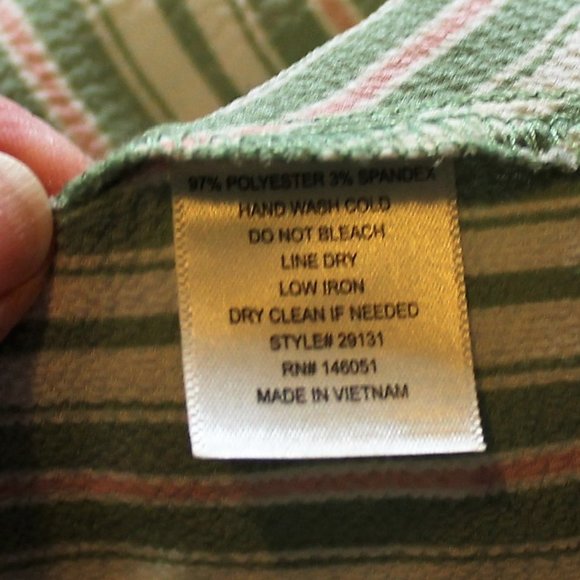 97% POLYESTER 3% SPANDEX
HAND WASH COLD
DO NOT BLEACH
LINE DRY
LOW IRON
DRY CLEAN IF NEEDED
STYLE# 29131
RN# 146051
MADE IN VIETNAM